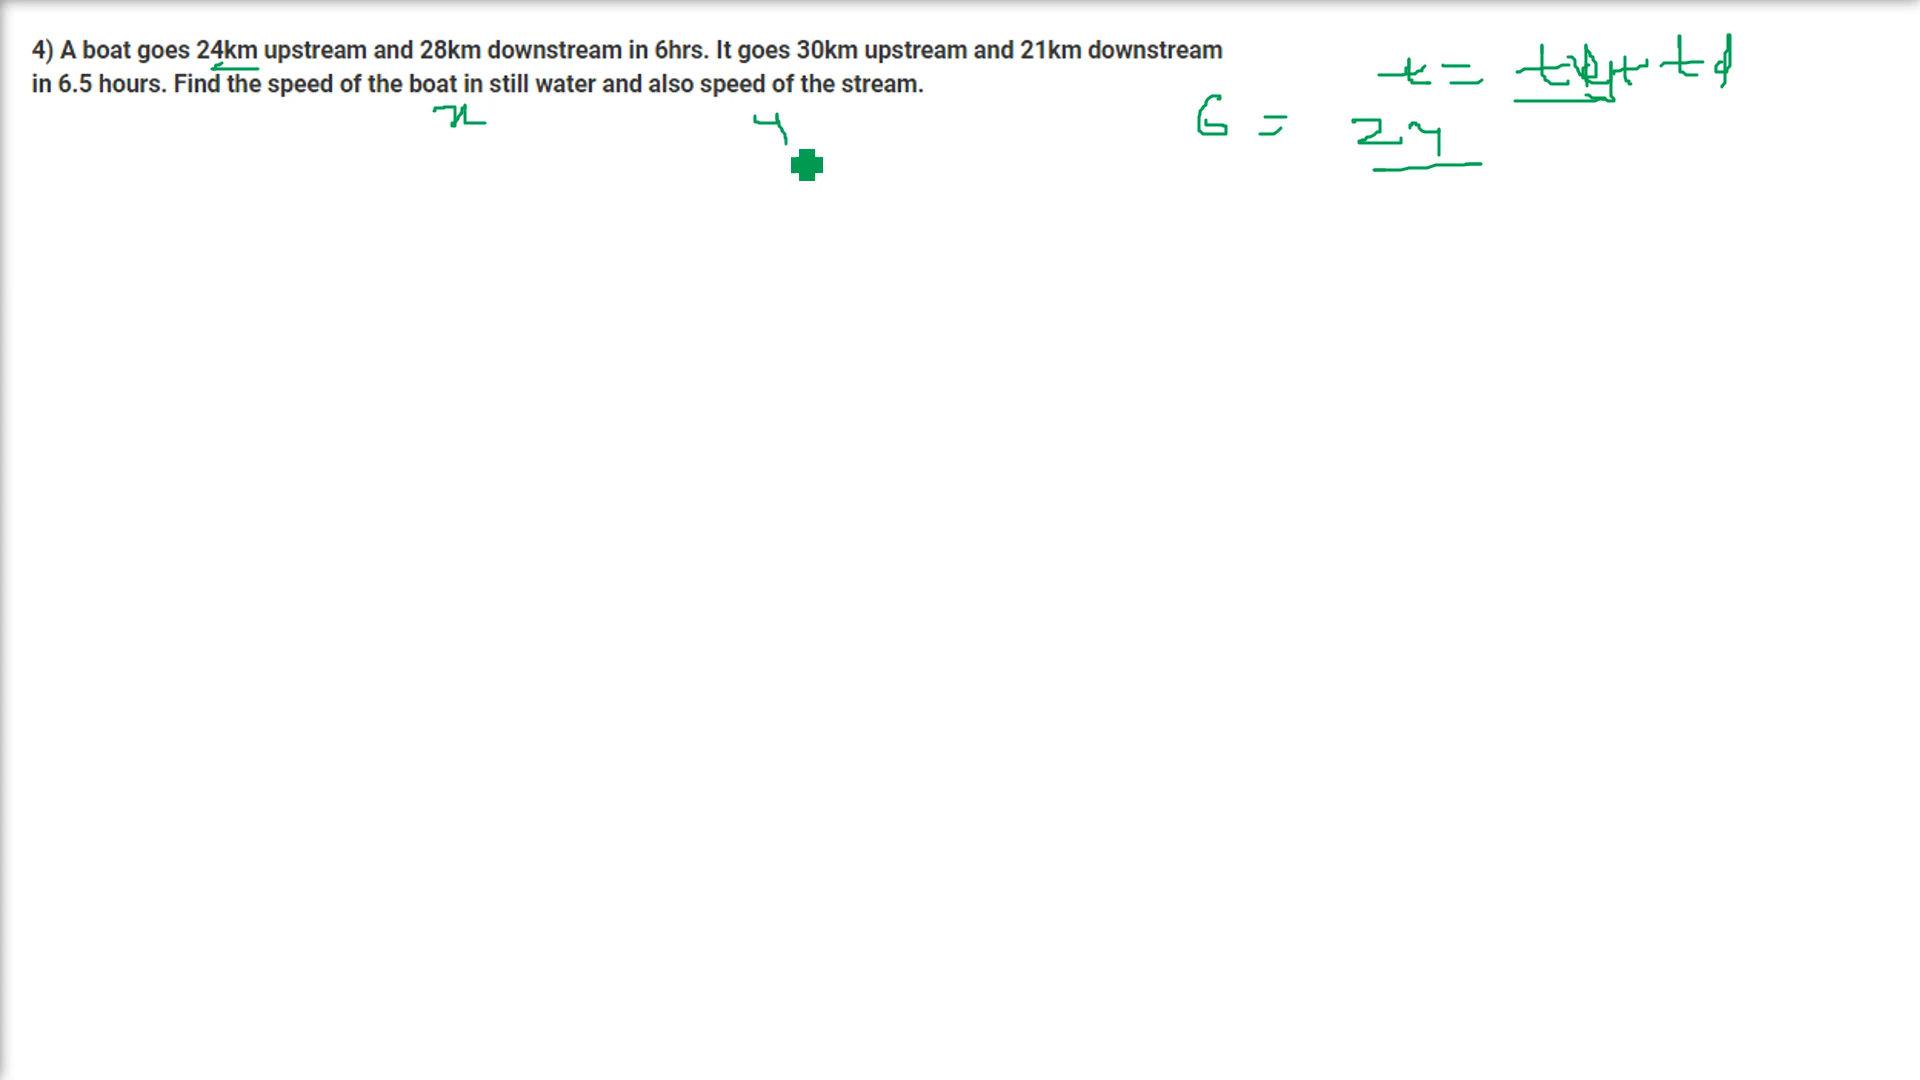 4) A boat goes 24km upstream and 28km downstream in 6hrs. It goes 30km upstream and 21km downstream
in 6.5 hours. Find the speed of the boat in still water and also speed of the stream.
t = t + td
x y
6 = 24